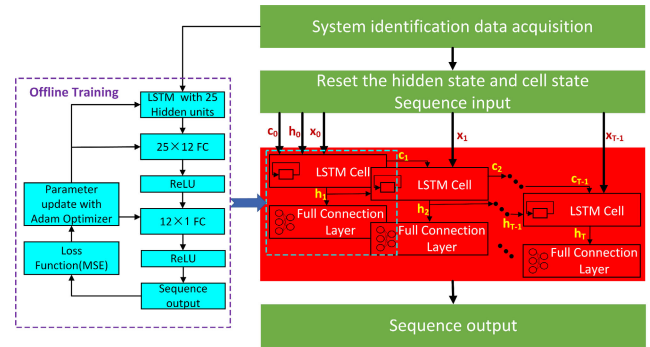 System identification data acquisition
Reset the hidden state and cell state
Sequence input
Offline Training
LSTM with 25
Hidden units
25×12 FC
ReLU
Parameter
update with
Adam Optimizer
12×1 FC
Loss
Function(MSE)
ReLU
Sequence
output
c0
h0
x0
x1
xT-1
LSTM Cell
c1
h1
Full Connection
Layer
LSTM Cell
c2
h2
Full Connection
Layer
cT-1
hT-1
LSTM Cell
hT
Full Connection
Layer
Sequence output